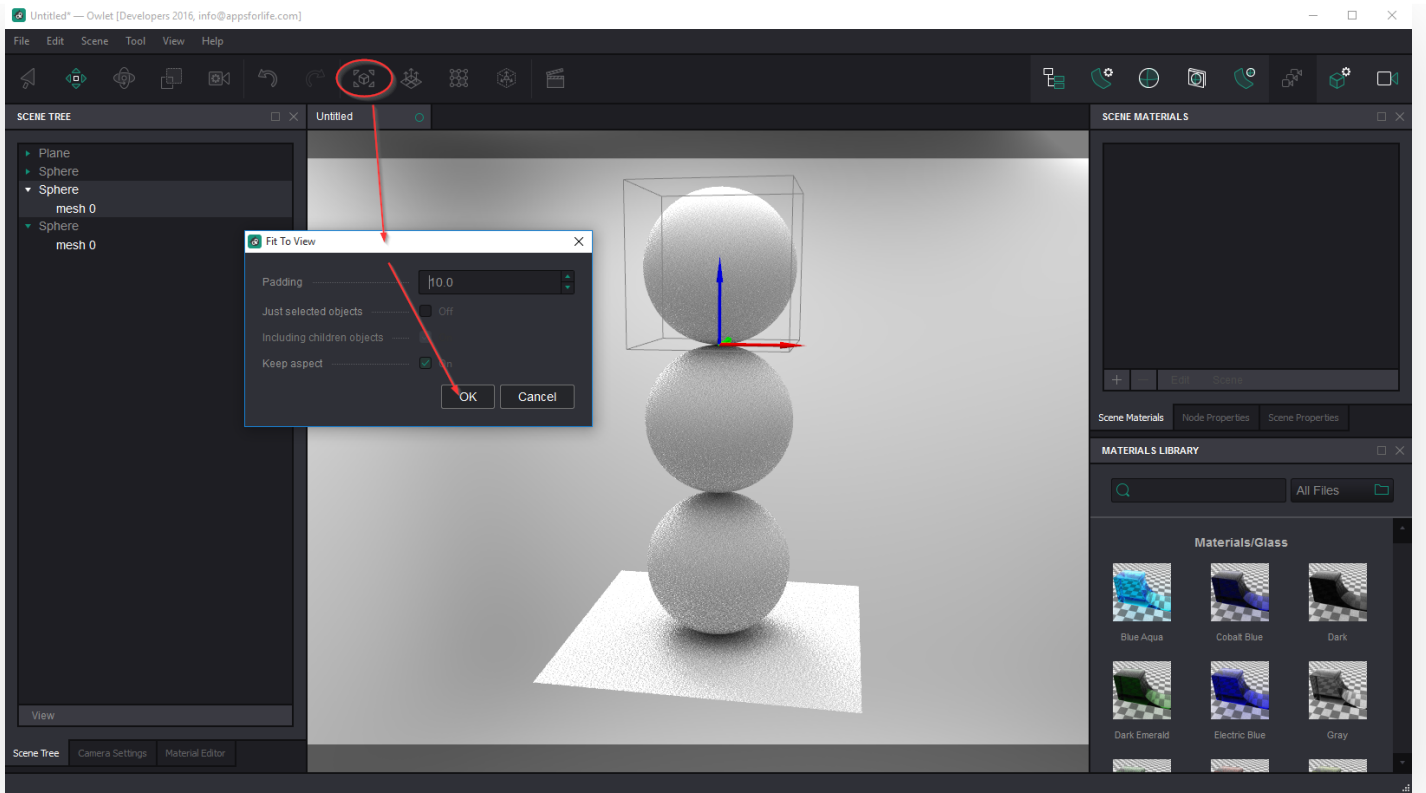 Untitled* — Owlet [Developers 2016, info@appsforlife.com]
File Edit Scene Tool View Help
SCENE TREE
Untitled
SCENE MATERIALS
Plane
Sphere
Sphere
mesh 0
Sphere
mesh 0
Fit To View
Padding 10.0
Just selected objects Off
Including children objects
Keep aspect On
OK Cancel
+ − Edit Scene
Scene Materials Node Properties Scene Properties
MATERIALS LIBRARY
All Files
Materials/Glass
Blue Aqua Cobalt Blue Dark
Dark Emerald Electric Blue Gray
View
Scene Tree Camera Settings Material Editor